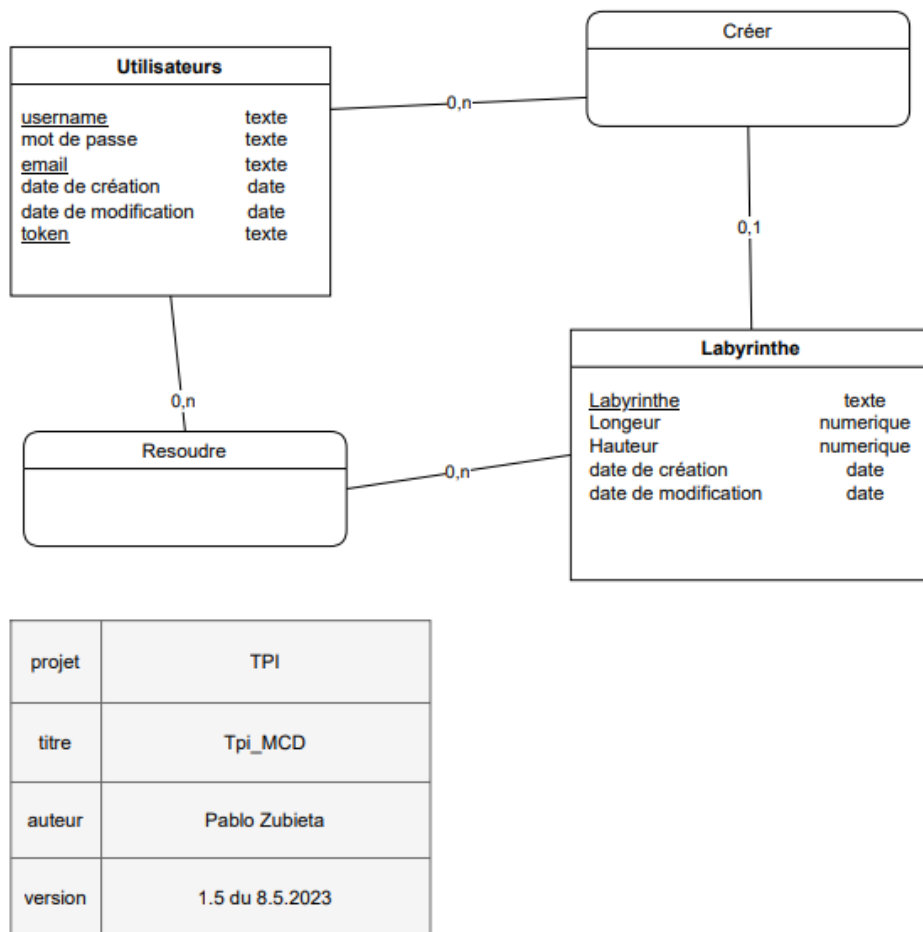 Créer
Utilisateurs
username texte
mot de passe texte
email texte
date de création date
date de modification date
token texte
0,n
0,1
Labyrinthe
Labyrinthe texte
Longeur numerique
Hauteur numerique
date de création date
date de modification date
0,n
Resoudre
0,n
projet TPI
titre Tpi_MCD
auteur Pablo Zubieta
version 1.5 du 8.5.2023